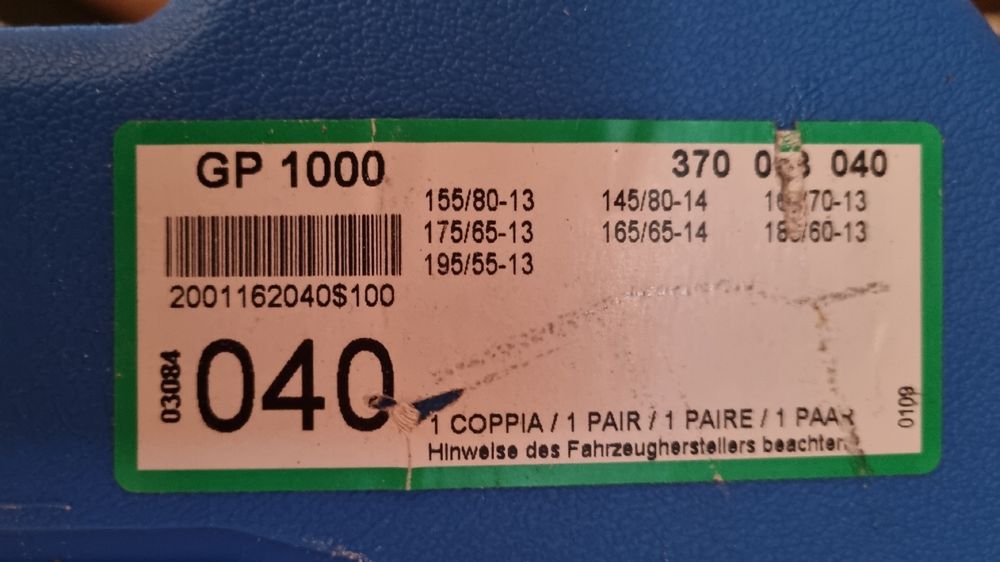 GP 1000
370 040
155/80-13 145/80-14
175/65-13 165/65-14
195/55-13
2001162040$100
03084
040
1 COPPIA / 1 PAIR / 1 PAIRE / 1 PAAR
Hinweise des Fahrzeugherstellers beachten
0109